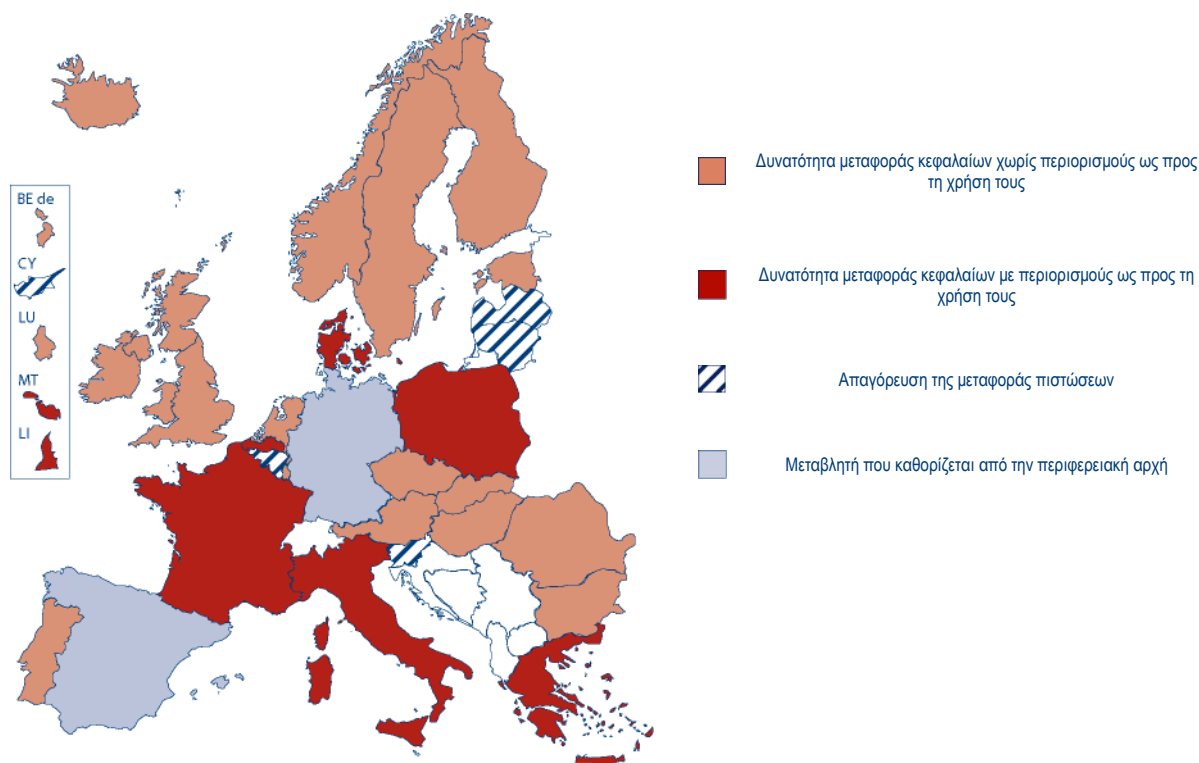 BE de
CY
LU
MT
LI
Δυνατότητα μεταφοράς κεφαλαίων χωρίς περιορισμούς ως προς
τη χρήση τους
Δυνατότητα μεταφοράς κεφαλαίων με περιορισμούς ως προς τη
χρήση τους
Απαγόρευση της μεταφοράς πιστώσεων
Μεταβλητή που καθορίζεται από την περιφερειακή αρχή